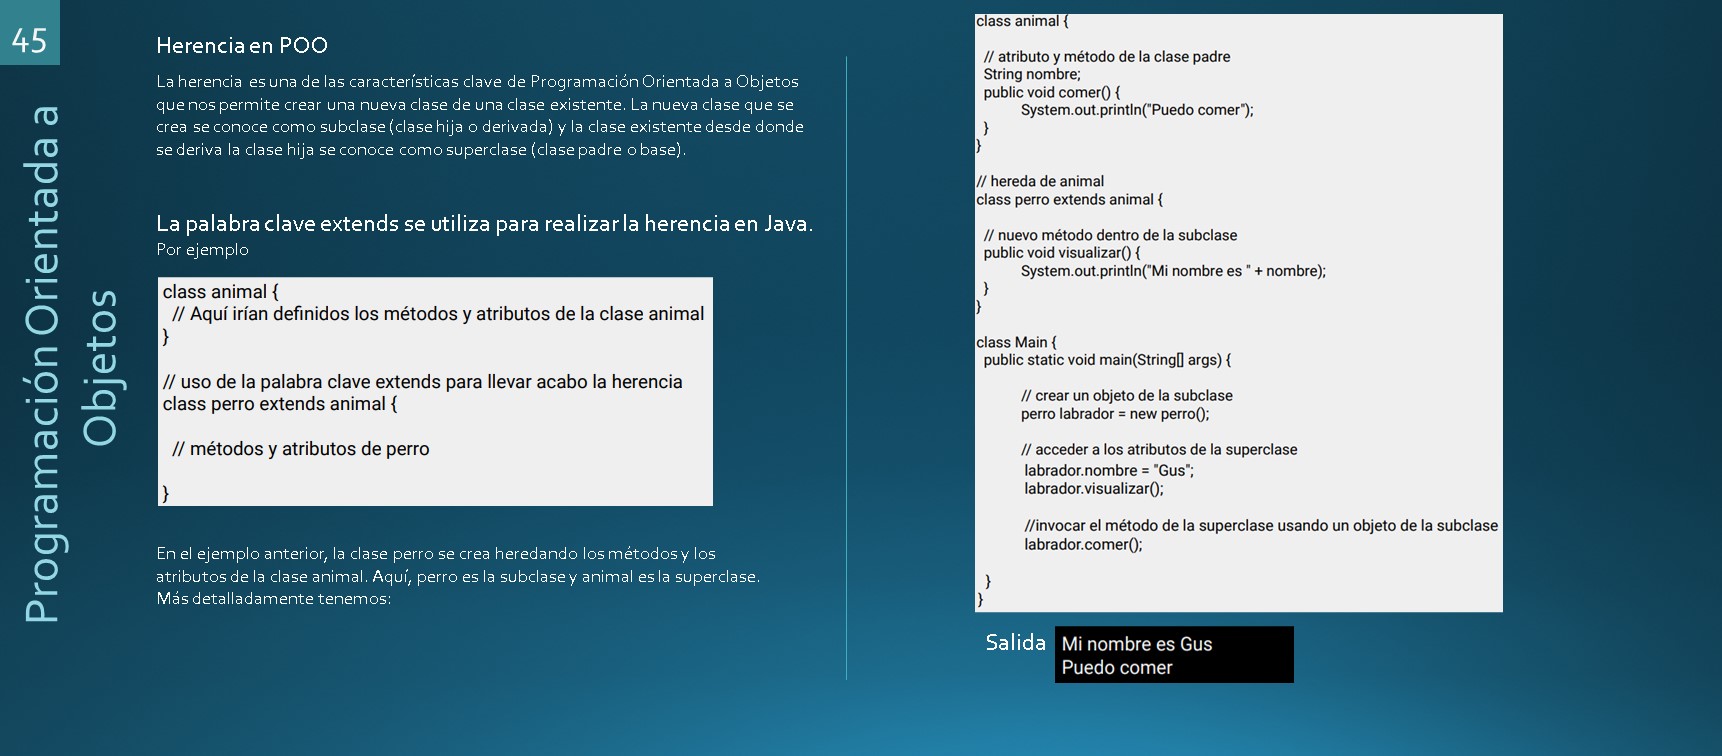 45
Programación Orientada a
Objetos
Herencia en POO
La herencia es una de las características clave de Programación Orientada a Objetos
que nos permite crear una nueva clase de una clase existente. La nueva clase que se
crea se conoce como subclase (clase hija o derivada) y la clase existente desde donde
se deriva la clase hija se conoce como superclase (clase padre o base).
La palabra clave extends se utiliza para realizar la herencia en Java.
Por ejemplo
class animal {
// Aquí irían definidos los métodos y atributos de la clase animal
}
// uso de la palabra clave extends para llevar acabo la herencia
class perro extends animal {
// métodos y atributos de perro
}
En el ejemplo anterior, la clase perro se crea heredando los métodos y los
atributos de la clase animal. Aquí, perro es la subclase y animal es la superclase.
Más detalladamente tenemos:
class animal {
// atributo y método de la clase padre
String nombre;
public void comer() {
System.out.println("Puedo comer");
}
}
// hereda de animal
class perro extends animal {
// nuevo método dentro de la subclase
public void visualizar() {
System.out.println("Mi nombre es " + nombre);
}
}
class Main {
public static void main(String[] args) {
// crear un objeto de la subclase
perro labrador = new perro();
// acceder a los atributos de la superclase
labrador.nombre = "Gus";
labrador.visualizar();
//invocar el método de la superclase usando un objeto de la subclase
labrador.comer();
}
}
Salida
Mi nombre es Gus
Puedo comer